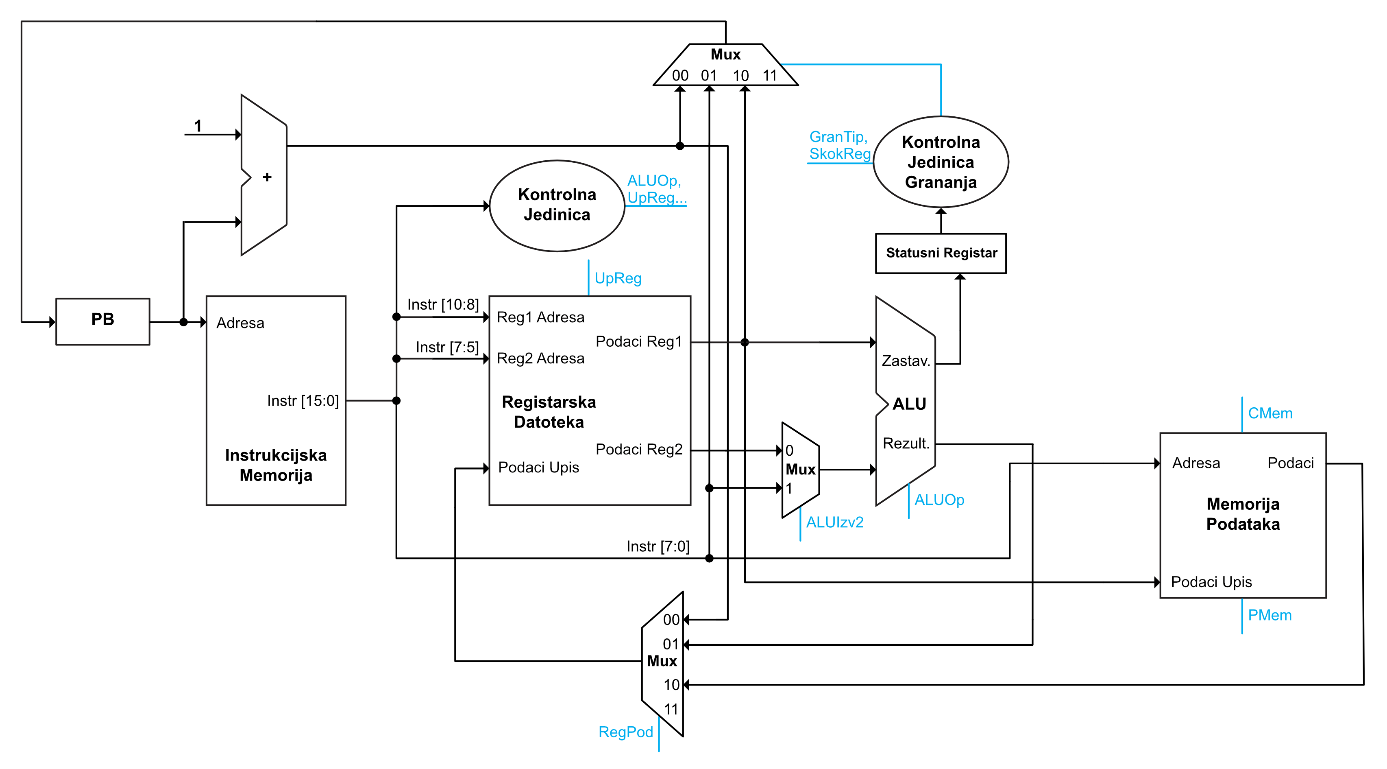 Mux
00 01 10 11
1
+
GranTip,
SkokReg
Kontrolna
Jedinica
Grananja
Kontrolna
Jedinica
ALUOp,
UpReg...
Statusni Registar
UpReg
PB
Adresa
Instr [15:0]
Instrukcijska
Memorija
Instr [10:8]
Instr [7:5]
Reg1 Adresa
Reg2 Adresa
Podaci Reg1
Registarska
Datoteka
Podaci Reg2
Podaci Upis
0
Mux
1
ALUIzv2
Zastav.
ALU
Rezult.
ALUOp
CMem
Adresa
Podaci
Memorija
Podataka
Podaci Upis
PMem
Instr [7:0]
00
01
Mux
10
11
RegPod